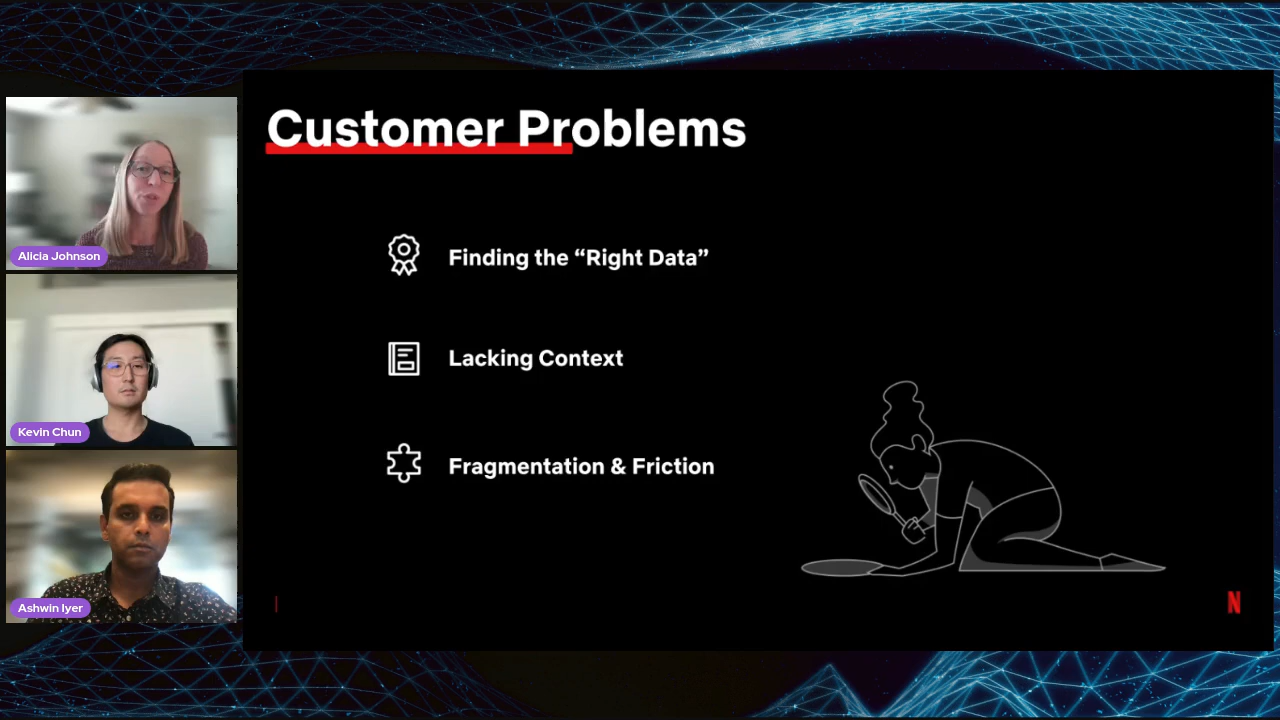 Customer Problems
Finding the “Right Data”
Lacking Context
Fragmentation & Friction
Alicia Johnson
Kevin Chun
Ashwin Iyer
N